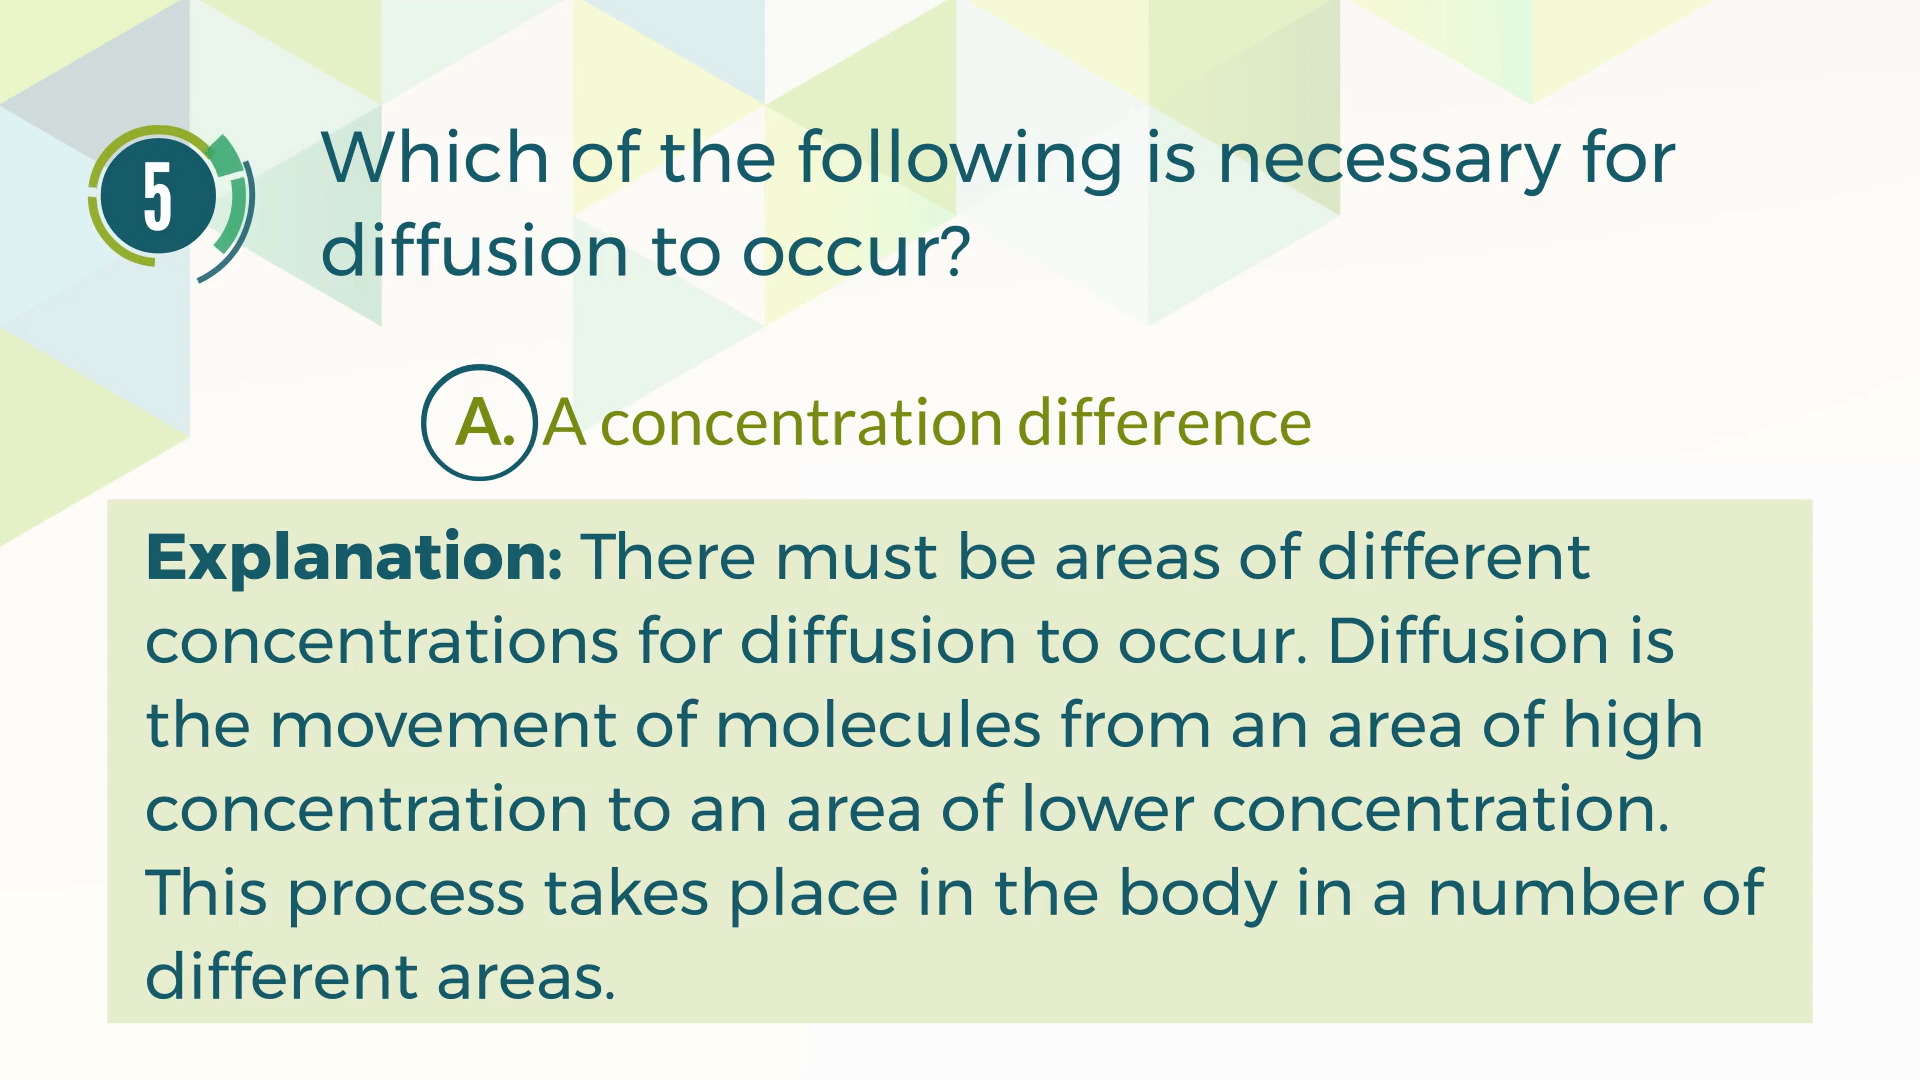 5
Which of the following is necessary for
diffusion to occur?
A. A concentration difference
Explanation: There must be areas of different
concentrations for diffusion to occur. Diffusion is
the movement of molecules from an area of high
concentration to an area of lower concentration.
This process takes place in the body in a number of
different areas.